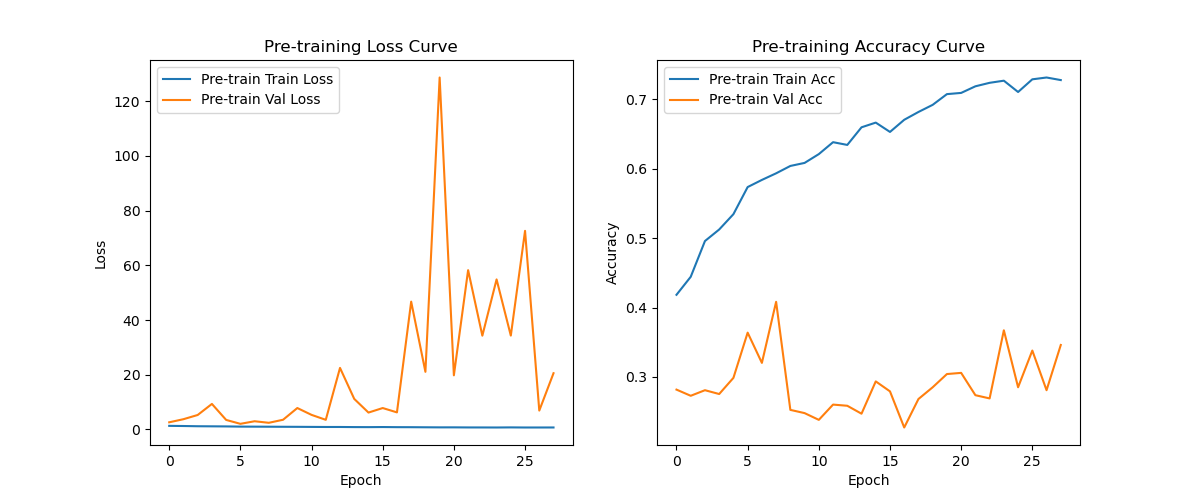 Pre-training Loss Curve
Pre-train Train Loss
Pre-train Val Loss
120
100
80
60
40
20
0
Loss
0 5 10 15 20 25
Epoch
Pre-training Accuracy Curve
Pre-train Train Acc
Pre-train Val Acc
0.7
0.6
0.5
0.4
0.3
Accuracy
0 5 10 15 20 25
Epoch